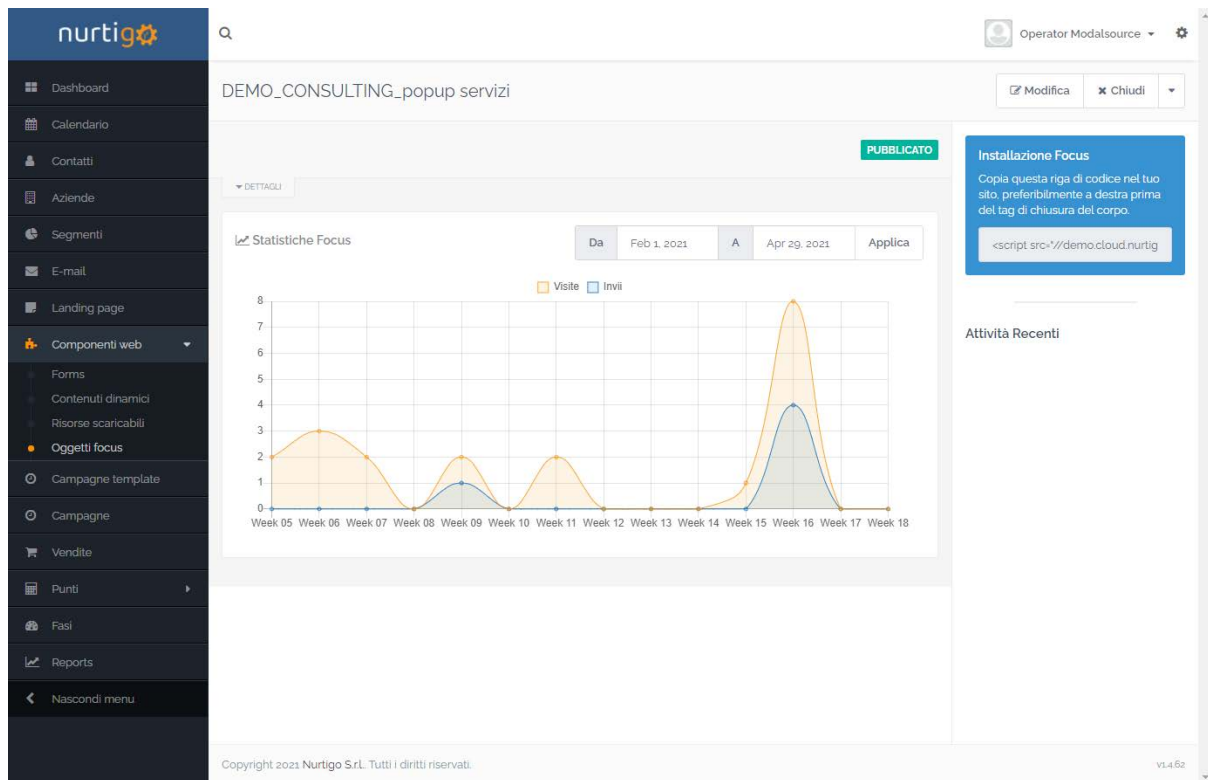 nurtigo
Operator Modalsource
Dashboard
Calendario
Contatti
Aziende
Segmenti
E-mail
Landing page
Componenti web
Forms
Contenuti dinamici
Risorse scaricabili
Oggetti focus
Campagne template
Campagne
Vendite
Punti
Fasi
Reports
Nascondi menu
DEMO_CONSULTING_popup servizi
Modifica
Chiudi
PUBBLICATO
DETTAGLI
Statistiche Focus
Da Feb 1, 2021 A Apr 29, 2021 Applica
Visite Invii
8
7
6
5
4
3
2
1
0
Week 05 Week 06 Week 07 Week 08 Week 09 Week 10 Week 11 Week 12 Week 13 Week 14 Week 15 Week 16 Week 17 Week 18
Installazione Focus
Copia questa riga di codice nel tuo
sito, preferibilmente a destra prima
del tag di chiusura del corpo.
<script src="//demo.cloud.nurtig
Attività Recenti
Copyright 2021 Nurtigo S.r.l.. Tutti i diritti riservati.
v1.4.62